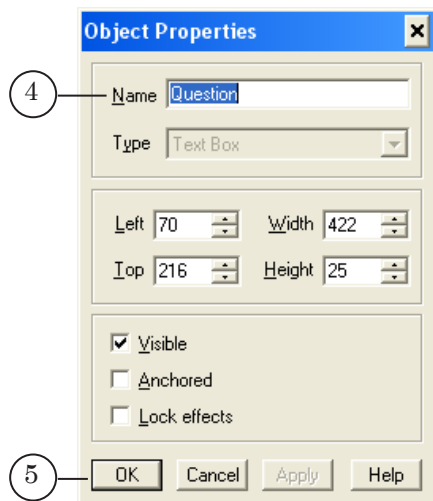 Object Properties
4 Name Question
Type Text Box
Left 70 Width 422
Top 216 Height 25
Visible
Anchored
Lock effects
5 OK Cancel Apply Help